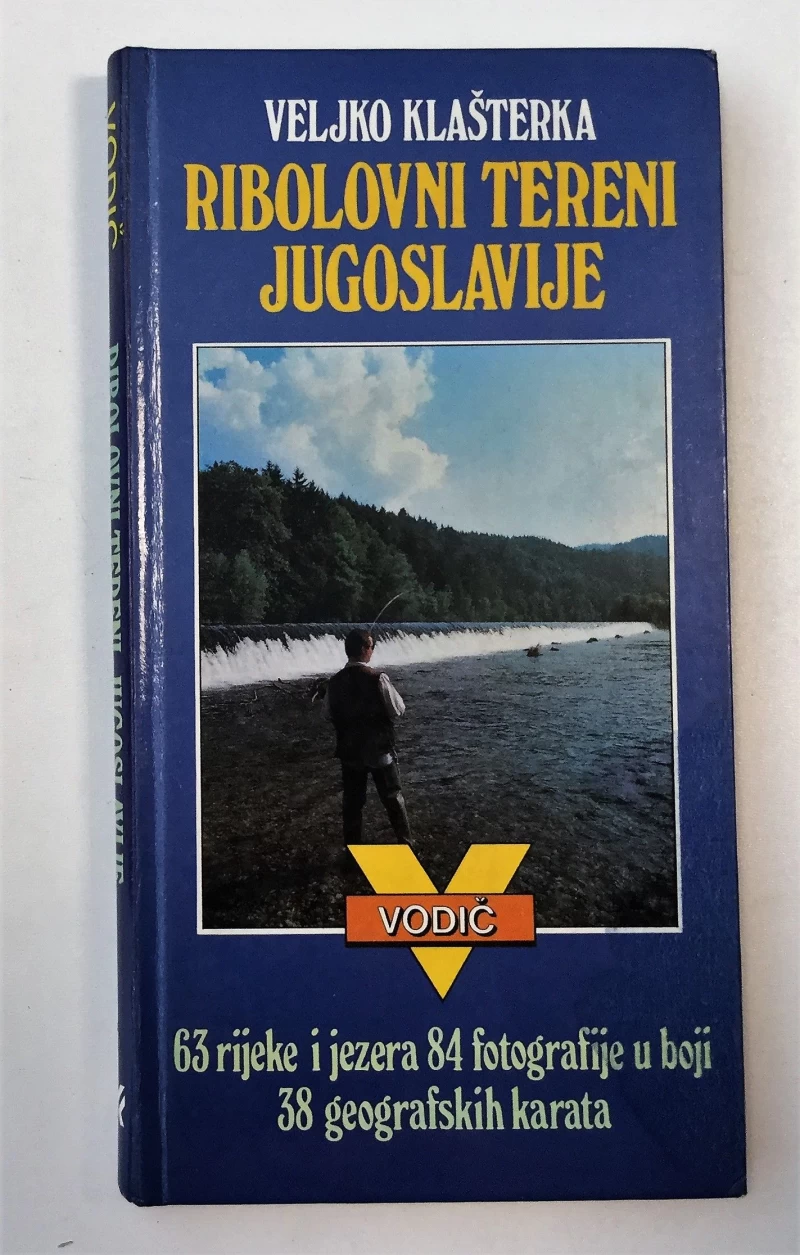 VELJKO KLAŠTERKA
RIBOLOVNI TERENI
JUGOSLAVIJE
VODIČ
63 rijeke i jezera 84 fotografije u boji
38 geografskih karata
VODIČ
RIBOLOVNI TERENI JUGOSLAVIJE